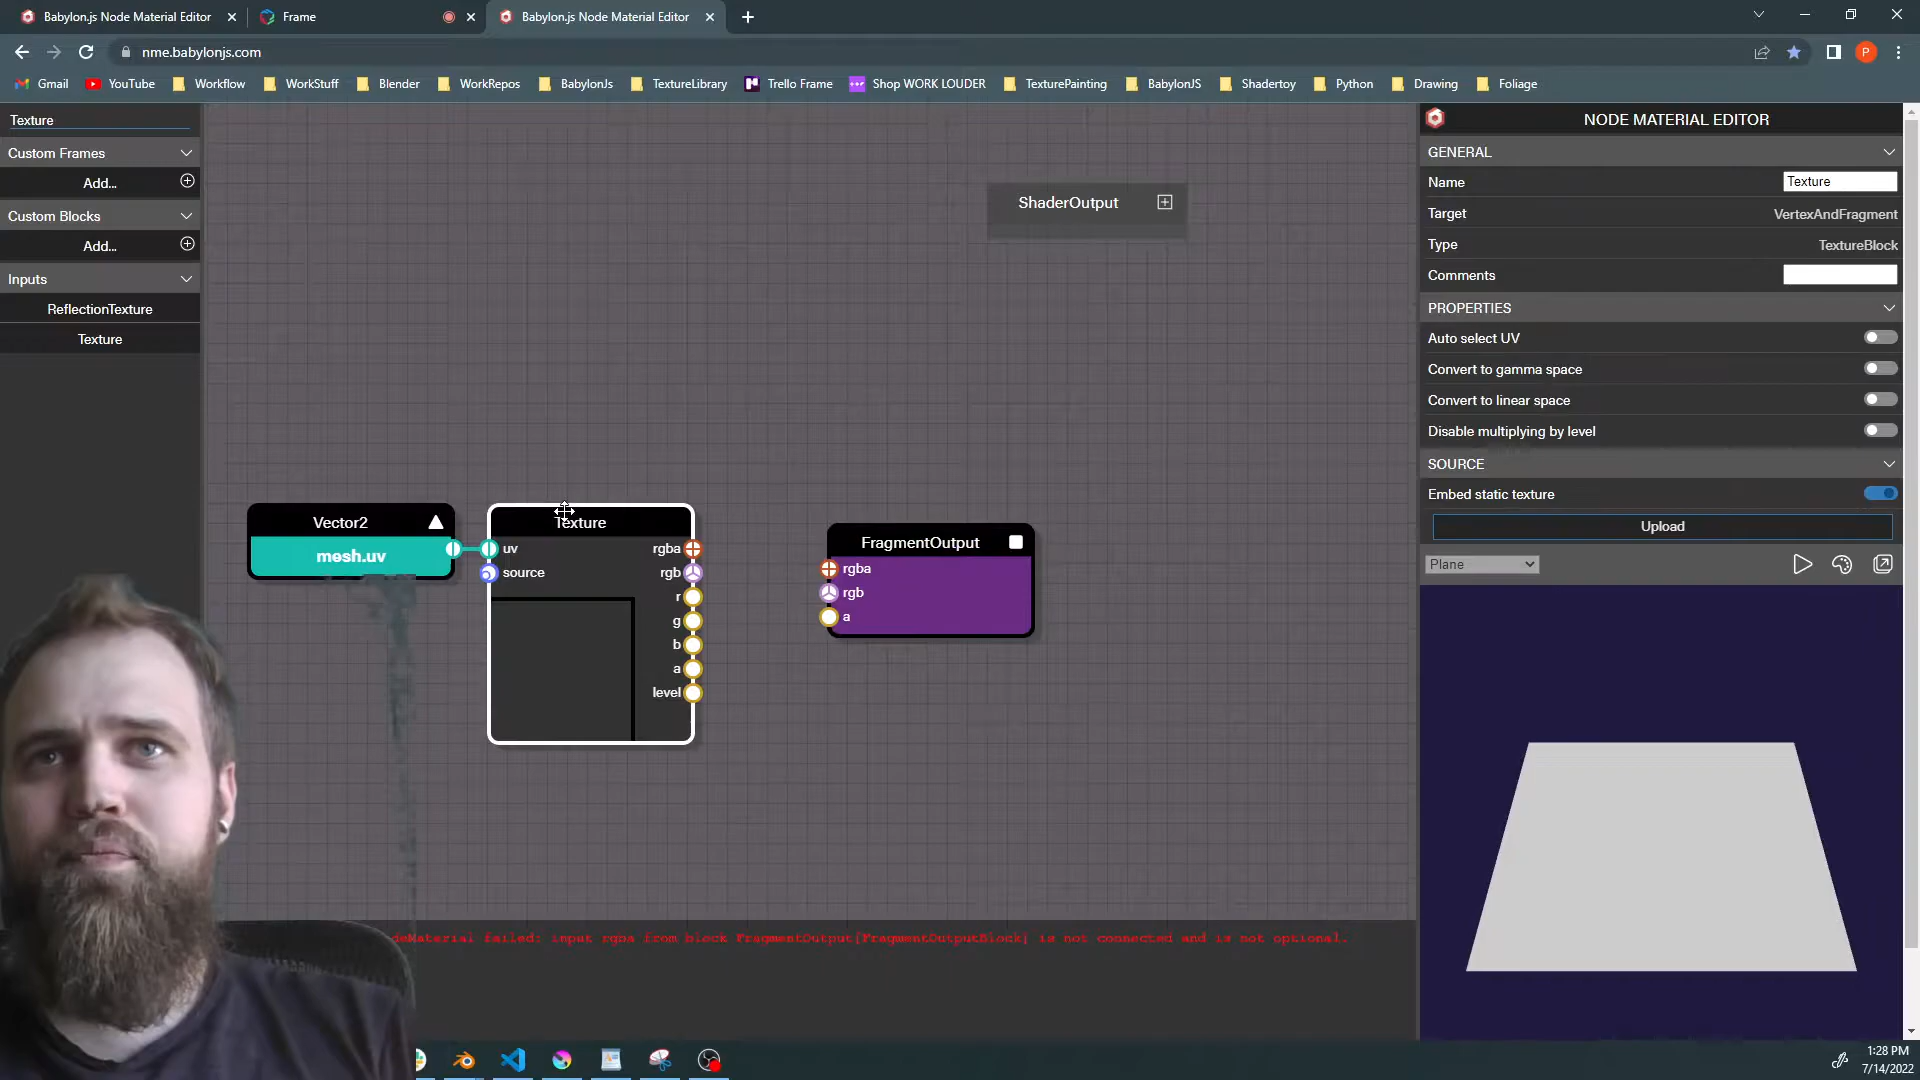 Babylon.js Node Material Editor
Frame
Babylon.js Node Material Editor
nme.babylonjs.com
P
Gmail
YouTube
Workflow
WorkStuff
Blender
WorkRepos
BabylonJs
TextureLibrary
Trello Frame
Shop WORK LOUDER
TexturePainting
BabylonJS
Shadertoy
Python
Drawing
Foliage
Texture
Custom Frames
Add...
Custom Blocks
Add...
Inputs
ReflectionTexture
Texture
ShaderOutput
Vector2
mesh.uv
Texture
uv
source
rgba
rgb
r
g
b
a
level
FragmentOutput
rgba
rgb
a
deMaterial failed: input rgba from block FragmentOutput[FragmentOutputBlock] is not connected and is not optional.
NODE MATERIAL EDITOR
GENERAL
Name
Texture
Target
VertexAndFragment
Type
TextureBlock
Comments
PROPERTIES
Auto select UV
Convert to gamma space
Convert to linear space
Disable multiplying by level
SOURCE
Embed static texture
Upload
Plane
1:28 PM
7/14/2022